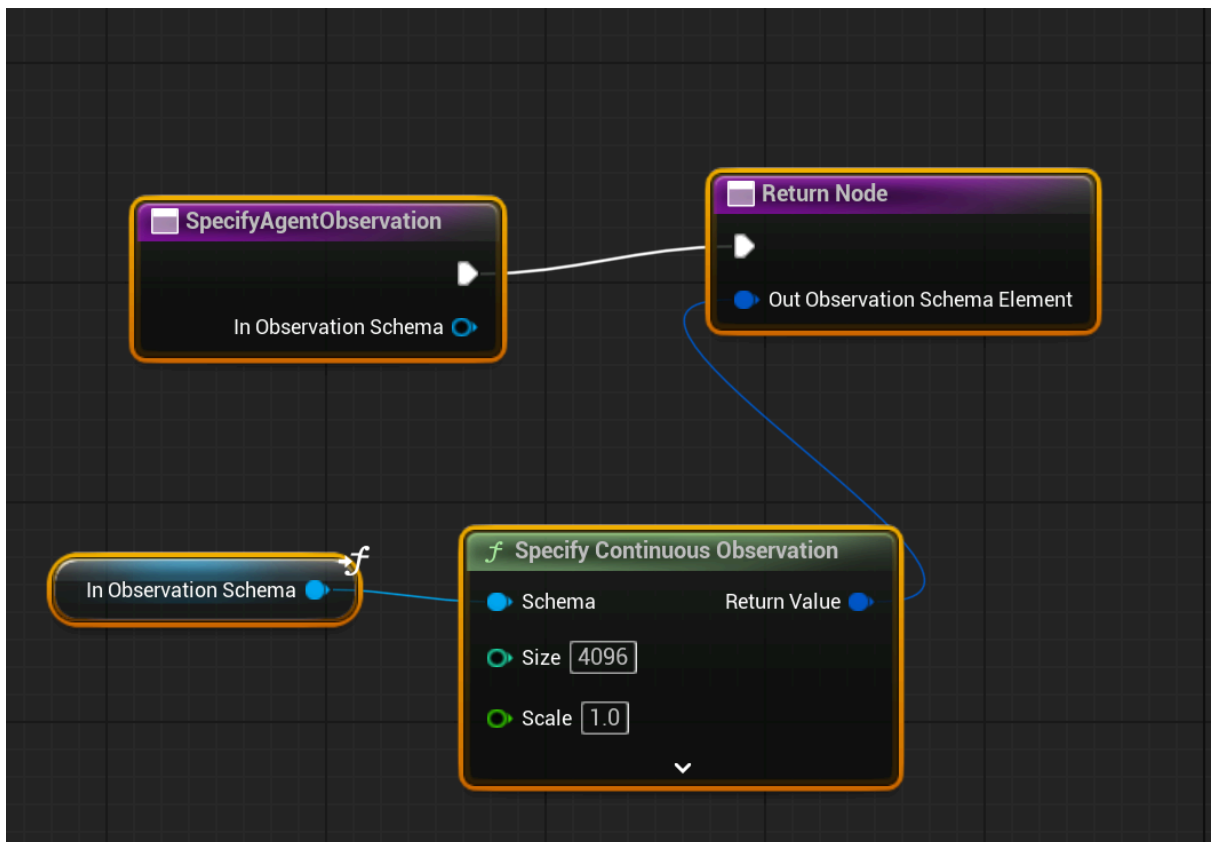 SpecifyAgentObservation
In Observation Schema
Return Node
Out Observation Schema Element
In Observation Schema
f Specify Continuous Observation
Schema Return Value
Size 4096
Scale 1.0